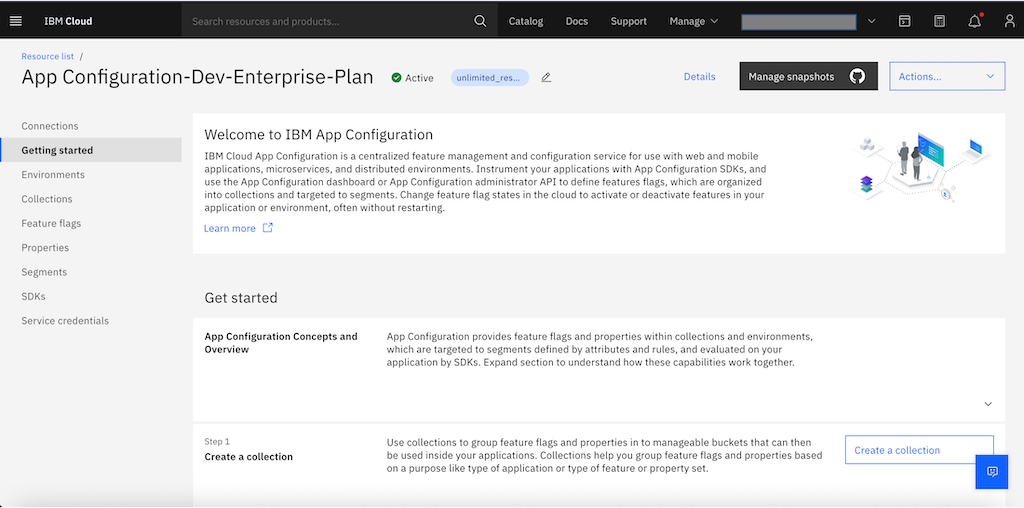 IBM Cloud
Search resources and products...
Catalog
Docs
Support
Manage
Resource list /
App Configuration-Dev-Enterprise-Plan
Active
unlimited_res...
Details
Manage snapshots
Actions...
Connections
Getting started
Environments
Collections
Feature flags
Properties
Segments
SDKs
Service credentials
Welcome to IBM App Configuration
IBM Cloud App Configuration is a centralized feature management and configuration service for use with web and mobile
applications, microservices, and distributed environments. Instrument your applications with App Configuration SDKs, and
use the App Configuration dashboard or App Configuration administrator API to define features flags, which are organized
into collections and targeted to segments. Change feature flag states in the cloud to activate or deactivate features in your
application or environment, often without restarting.
Learn more
Get started
App Configuration Concepts and
Overview
App Configuration provides feature flags and properties within collections and environments,
which are targeted to segments defined by attributes and rules, and evaluated on your
application by SDKs. Expand section to understand how these capabilities work together.
Step 1
Create a collection
Use collections to group feature flags and properties in to manageable buckets that can then
be used inside your applications. Collections help you group feature flags and properties based
on a purpose like type of application or type of feature or property set.
Create a collection